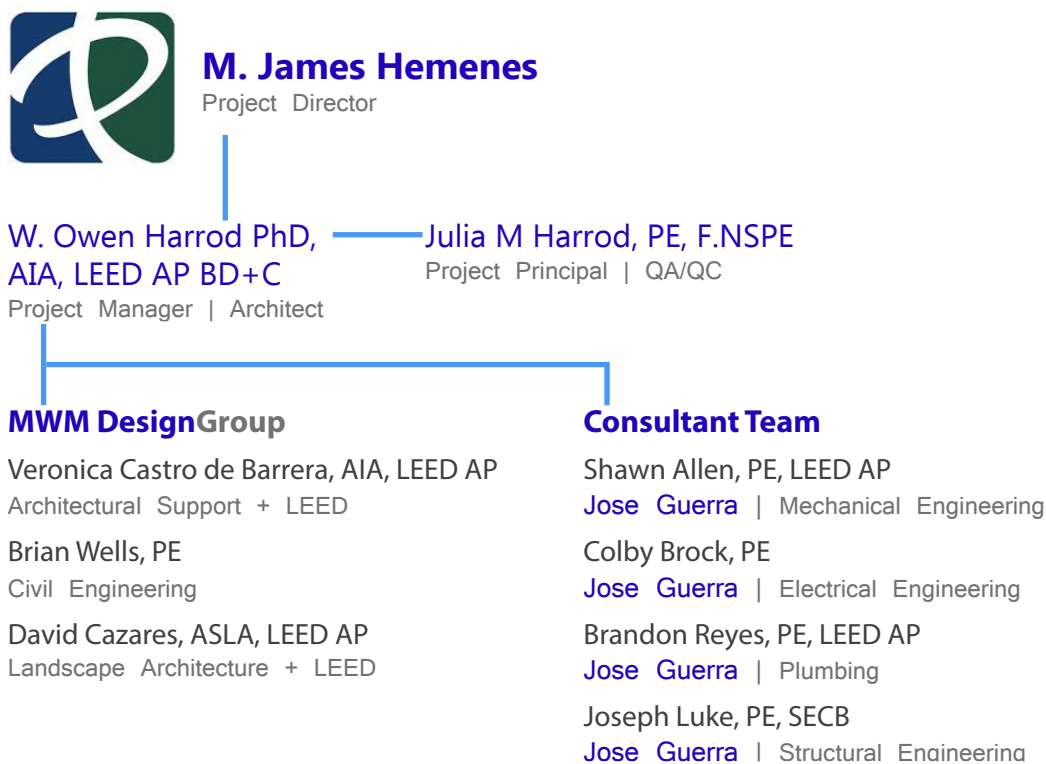 M. James Hemenes
Project Director
W. Owen Harrod PhD,
AIA, LEED AP BD+C
Project Manager | Architect
Julia M Harrod, PE, F.NSPE
Project Principal | QA/QC
MWM DesignGroup
Veronica Castro de Barrera, AIA, LEED AP
Architectural Support + LEED
Brian Wells, PE
Civil Engineering
David Cazares, ASLA, LEED AP
Landscape Architecture + LEED
Consultant Team
Shawn Allen, PE, LEED AP
Jose Guerra | Mechanical Engineering
Colby Brock, PE
Jose Guerra | Electrical Engineering
Brandon Reyes, PE, LEED AP
Jose Guerra | Plumbing
Joseph Luke, PE, SECB
Jose Guerra | Structural Engineering